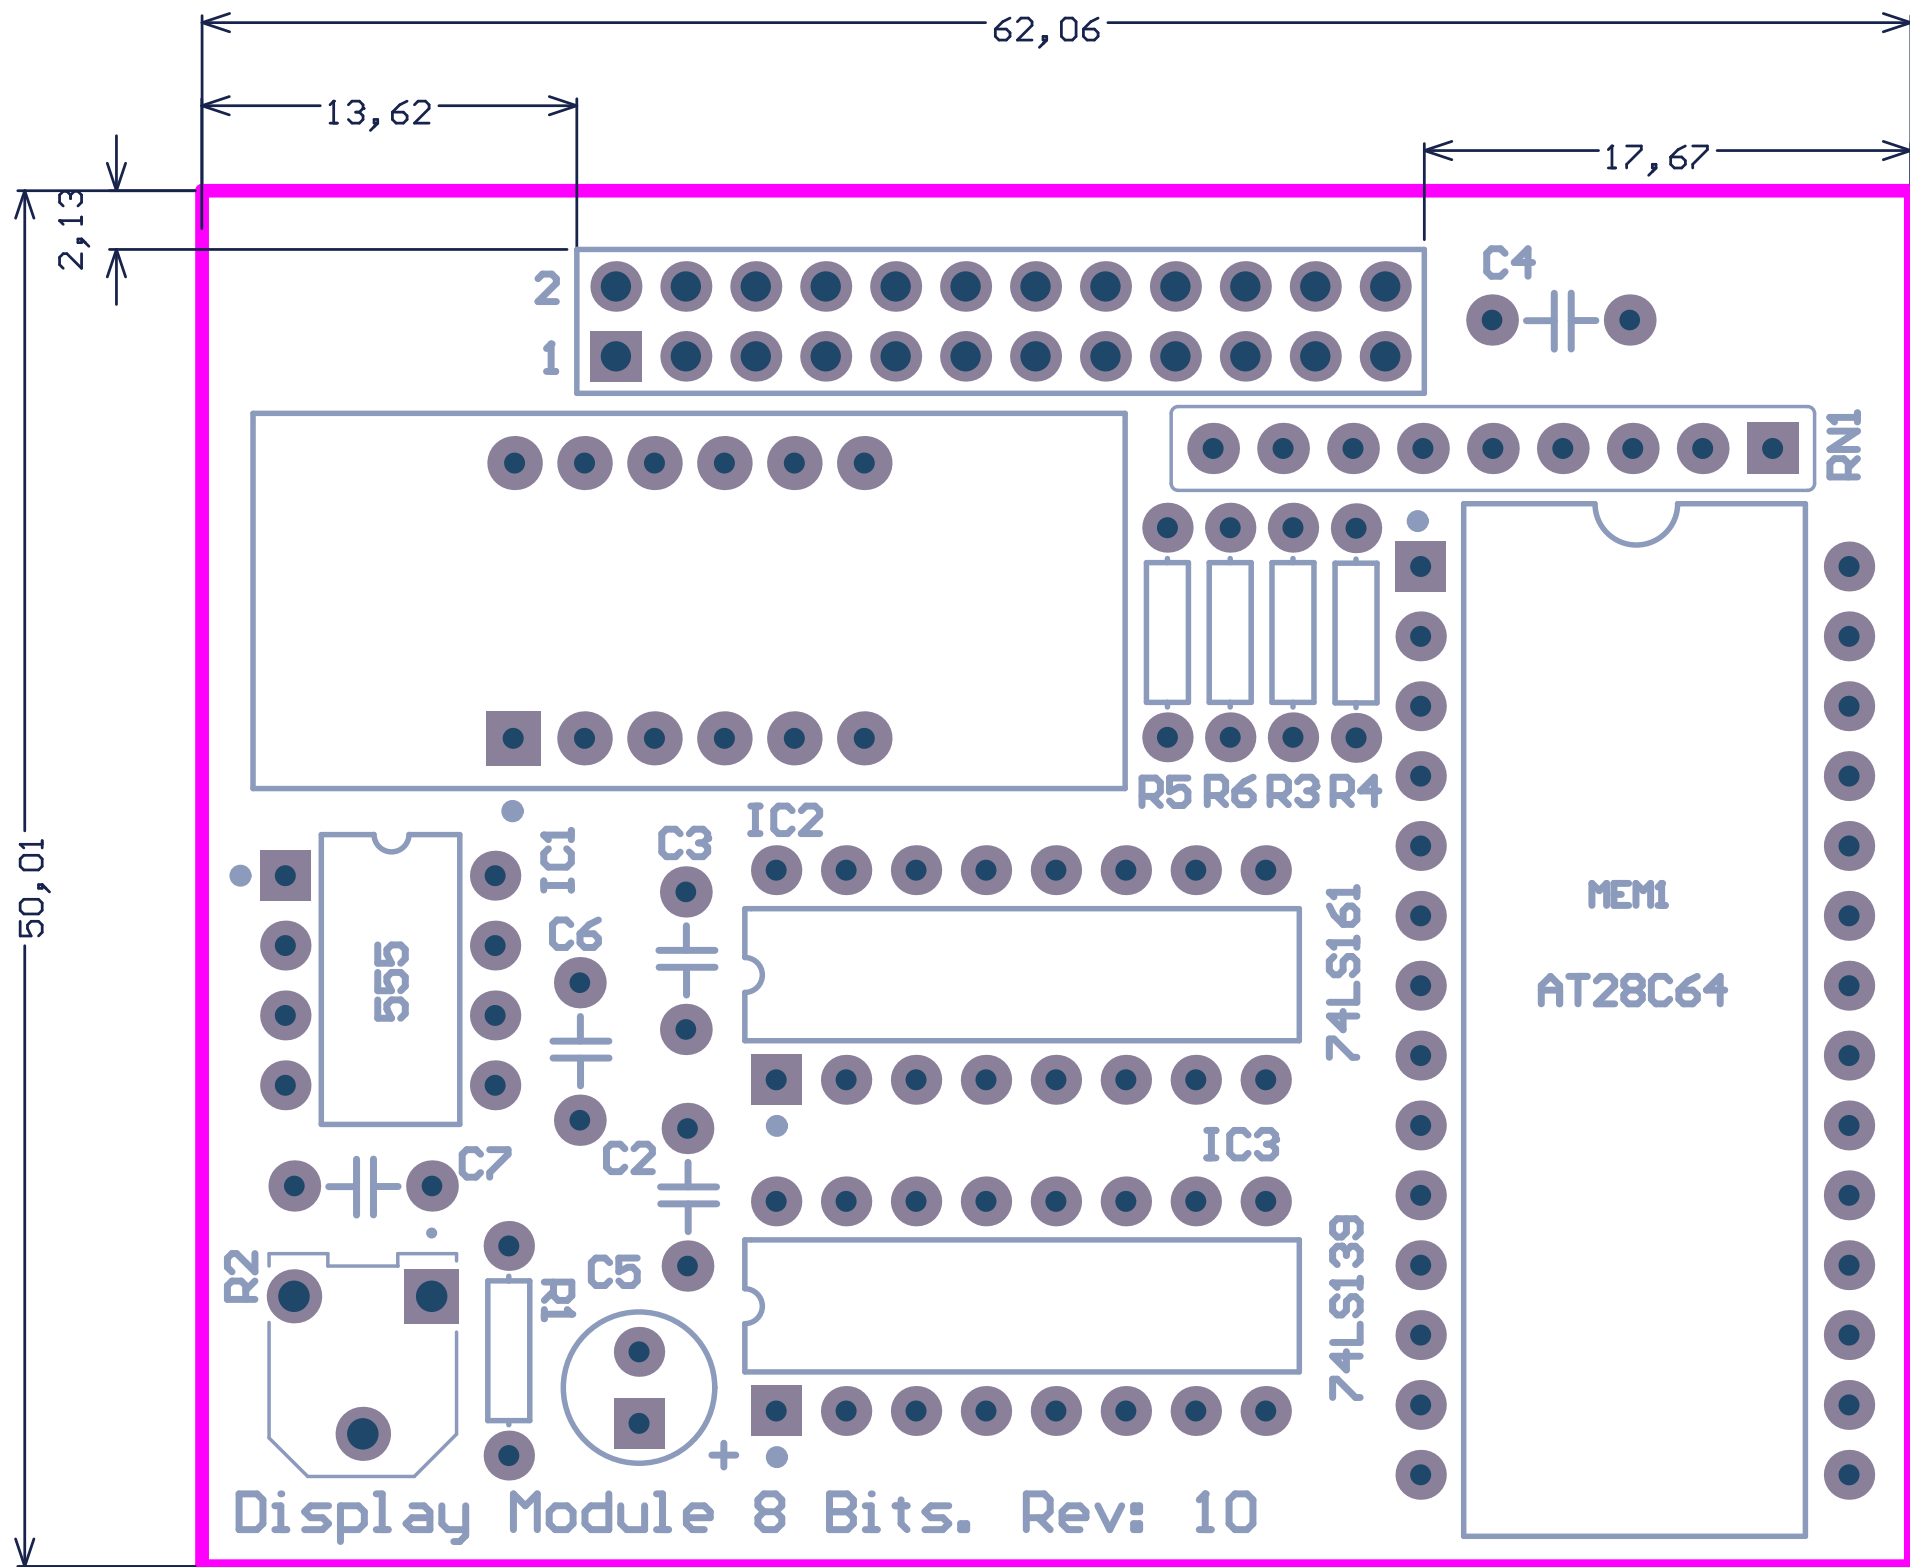 62,06
13,62
17,67
2,13
C4
2
1
RN1
R5 R6 R3 R4
IC2
C3
IC1
C6
555
74LS161
MEM1
AT28C64
50,01
IC3
C2
C7
R2
R1
C5
74LS139
+
Display Module 8 Bits. Rev: 10